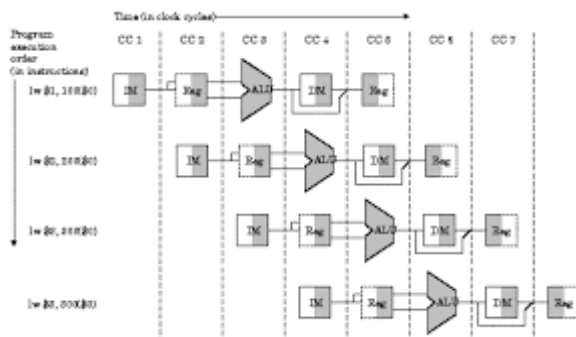 Time (in clock cycles)
Program
execution
order
(in instructions)
CC 1 CC 2 CC 3 CC 4 CC 5 CC 6 CC 7
IM Reg ALU DM Reg
IM Reg ALU DM Reg
IM Reg ALU DM Reg
IM Reg ALU DM Reg